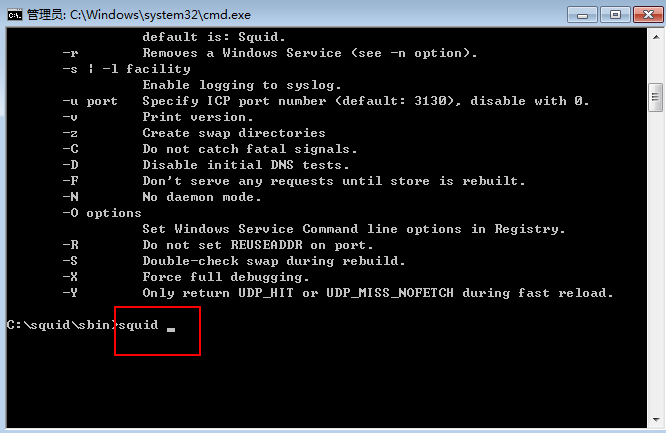 管理员: C:\Windows\system32\cmd.exe
default is: Squid.
-r Removes a Windows Service (see -n option).
-s | -l facility
Enable logging to syslog.
-u port Specify ICP port number (default: 3130), disable with 0.
-v Print version.
-z Create swap directories
-C Do not catch fatal signals.
-D Disable initial DNS tests.
-F Don't serve any requests until store is rebuilt.
-N No daemon mode.
-O options
Set Windows Service Command line options in Registry.
-R Do not set REUSEADDR on port.
-S Double-check swap during rebuild.
-X Force full debugging.
-Y Only return UDP_HIT or UDP_MISS_NOFETCH during fast reload.
C:\squid\sbin>squid _